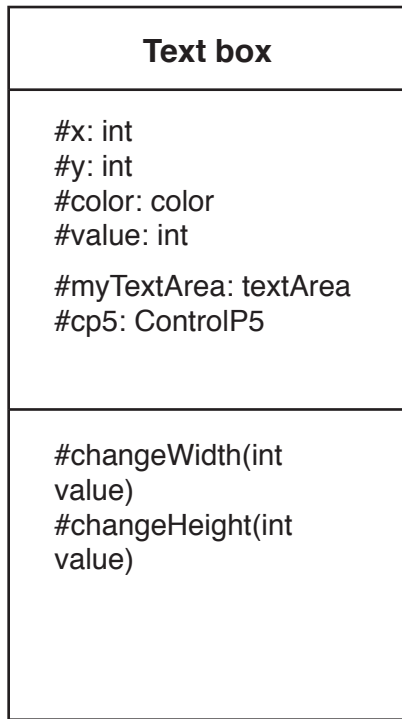 Text box
#x: int
#y: int
#color: color
#value: int
#myTextArea: textArea
#cp5: ControlP5
#changeWidth(int
value)
#changeHeight(int
value)